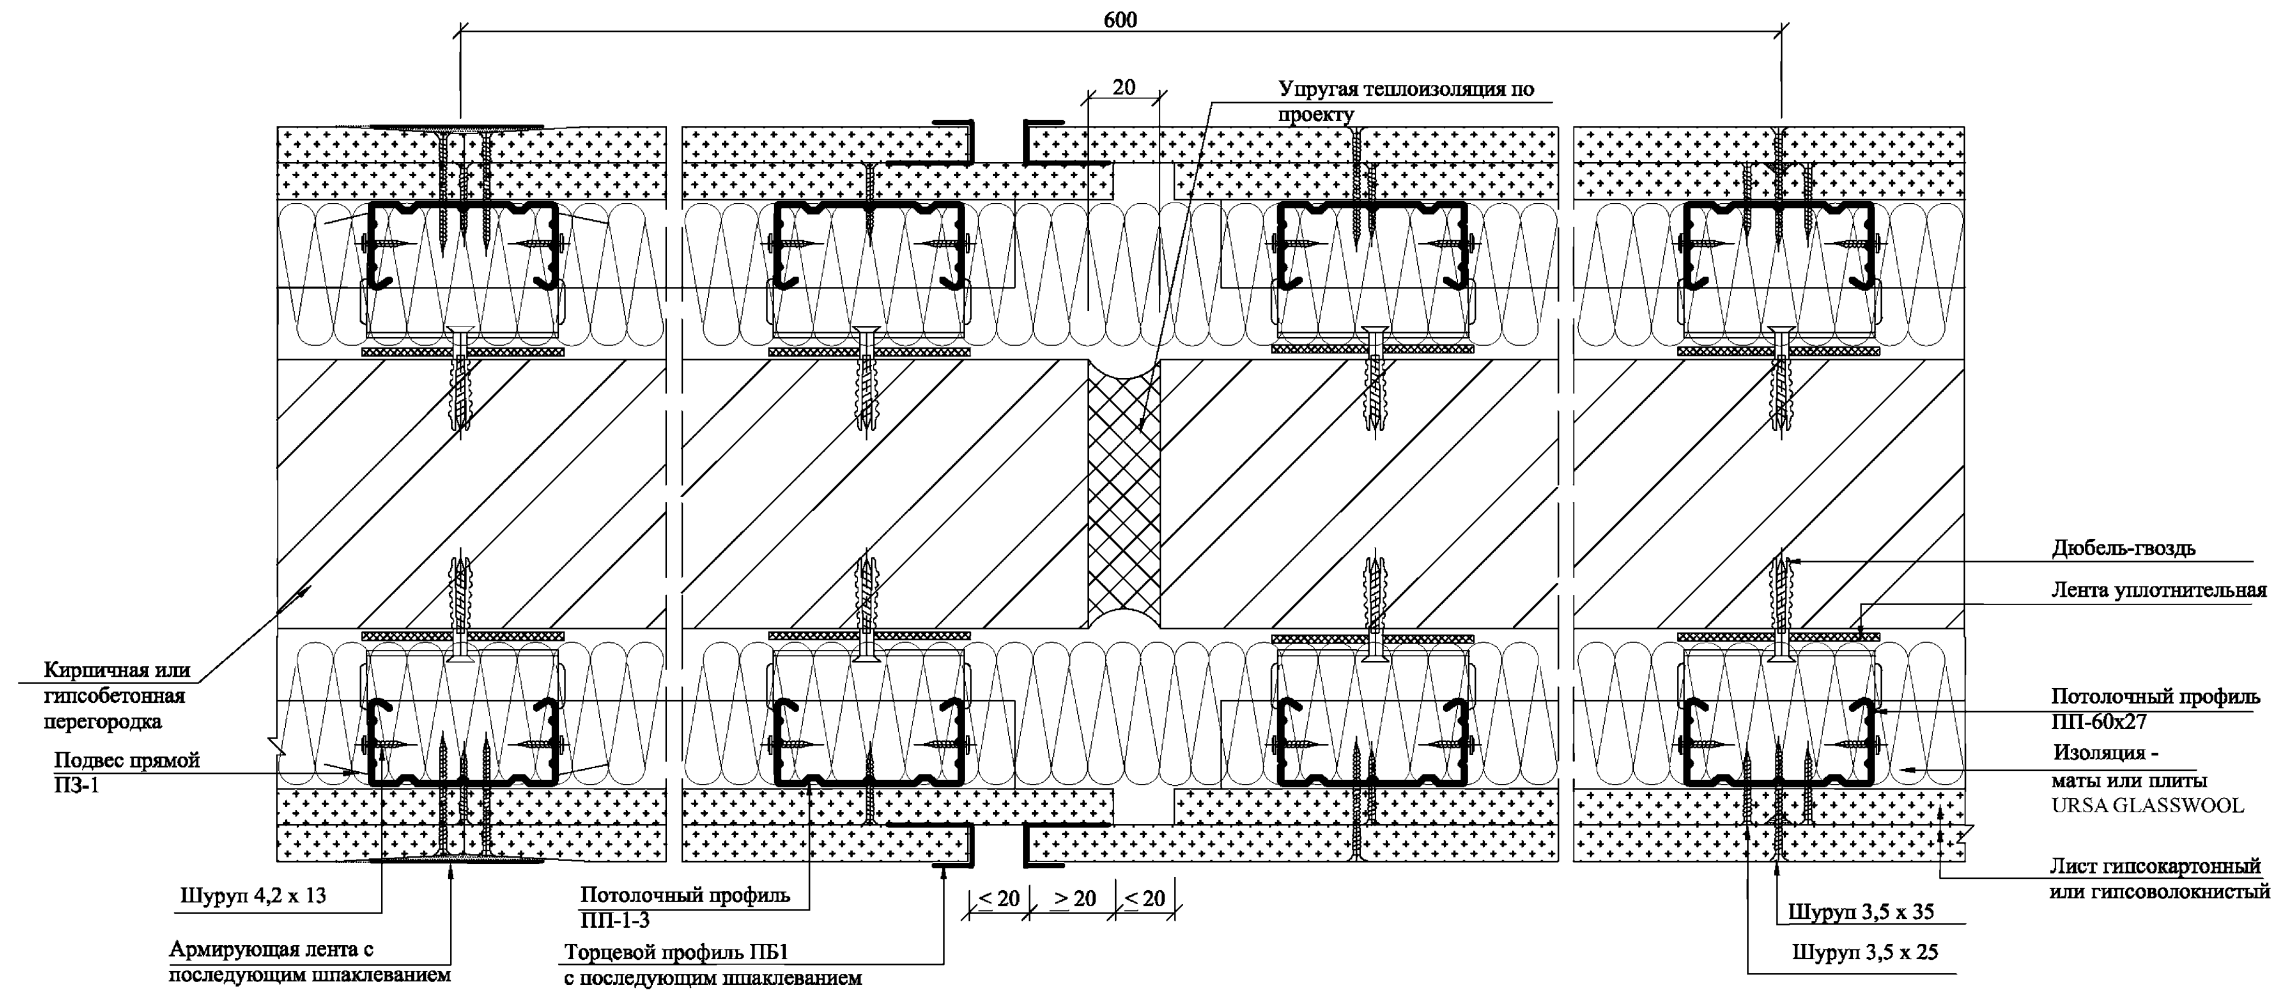 600
20
Упругая теплоизоляция по
проекту
Дюбель-гвоздь
Лента уплотнительная
Кирпичная или
гипсобетонная
перегородка
Потолочный профиль
ПП-60х27
Подвес прямой
ПЗ-1
Изоляция -
маты или плиты
URSA GLASSWOOL
Шуруп 4,2 х 13
Потолочный профиль
ПП-1-3
≤ 20
> 20
≤ 20
Лист гипсокартонный
или гипсоволокнистый
Шуруп 3,5 х 35
Армирующая лента с
последующим шпаклеванием
Торцевой профиль ПБ1
с последующим шпаклеванием
Шуруп 3,5 х 25